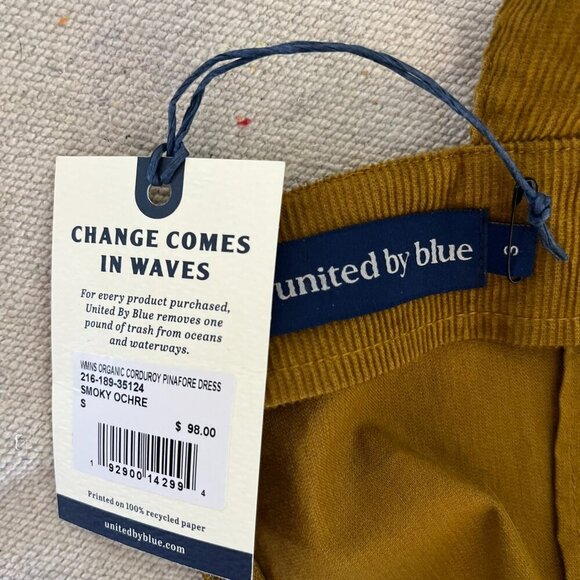 CHANGE COMES
IN WAVES
For every product purchased,
United By Blue removes one
pound of trash from oceans
and waterways.
WMNS ORGANIC CORDUROY PINAFORE DRESS
216-189-35124
SMOKY OCHRE
S
$ 98.00
1 92900 14299 4
Printed on 100% recycled paper
unitedbyblue.com
united by blue
S